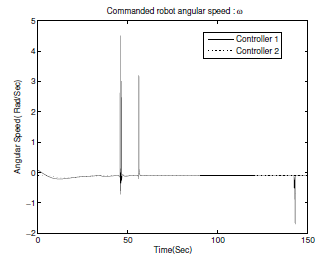 Commanded robot angular speed : ω
5
4
3
2
1
0
−1
−2
Angular Speed( Rad/Sec)
Controller 1
Controller 2
0
50
100
150
Time(Sec)